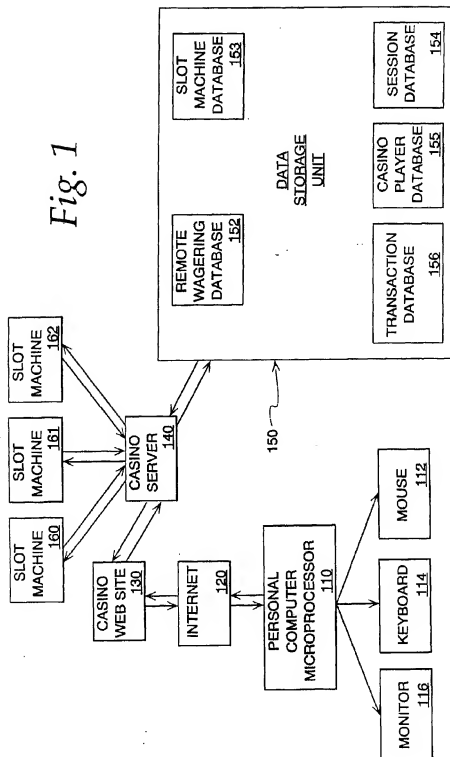 Fig. 1
SLOT
MACHINE
160
SLOT
MACHINE
161
SLOT
MACHINE
162
CASINO
WEB SITE
130
CASINO
SERVER
140
INTERNET
120
PERSONAL
COMPUTER
MICROPROCESSOR
110
MONITOR
116
KEYBOARD
114
MOUSE
112
150
REMOTE
WAGERING
DATABASE
152
SLOT
MACHINE
DATABASE
153
DATA
STORAGE
UNIT
TRANSACTION
DATABASE
156
CASINO
PLAYER
DATABASE
155
SESSION
DATABASE
154